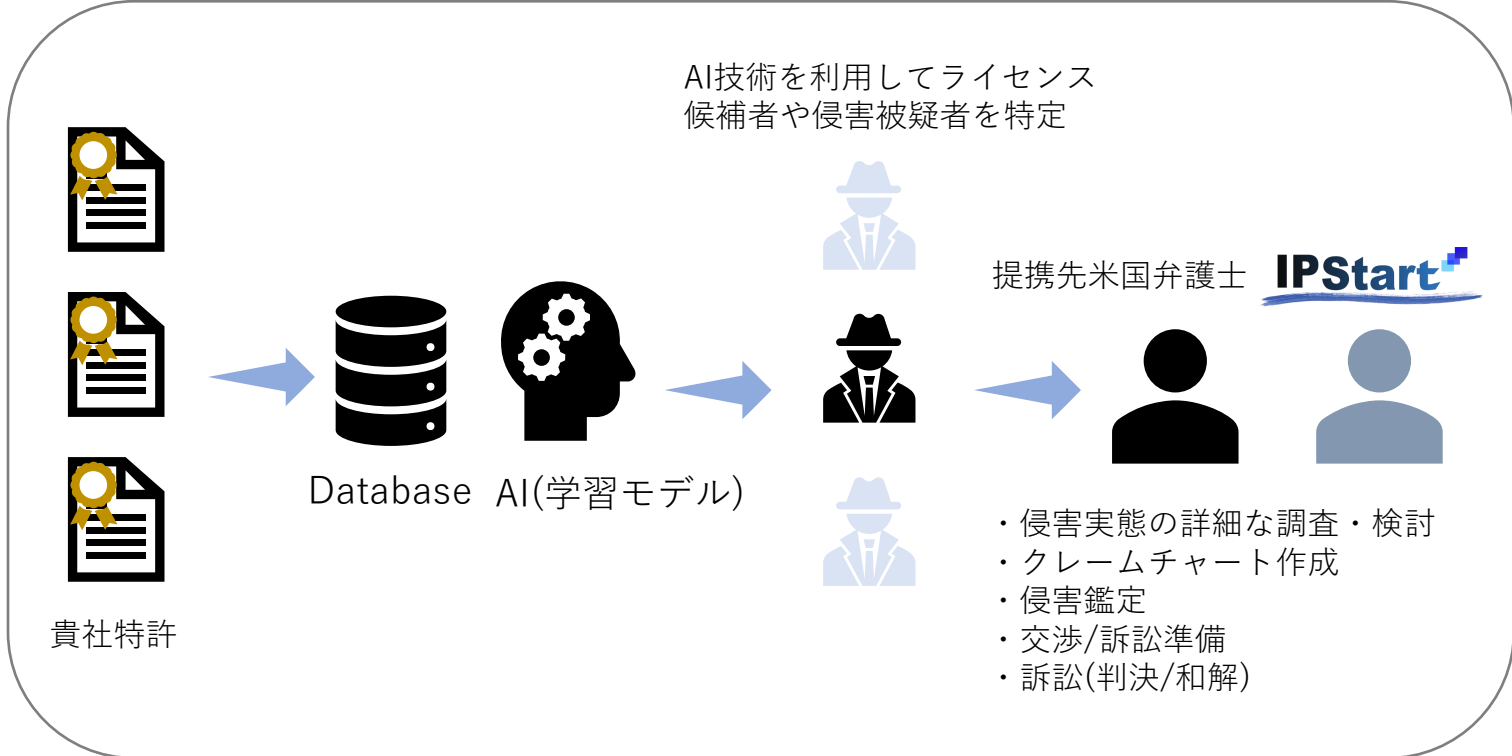 AI技術を利用してライセンス
候補者や侵害被疑者を特定
提携先米国弁護士
IPStart
Database
AI(学習モデル)
貴社特許
・侵害実態の詳細な調査・検討
・クレームチャート作成
・侵害鑑定
・交渉/訴訟準備
・訴訟(判決/和解)